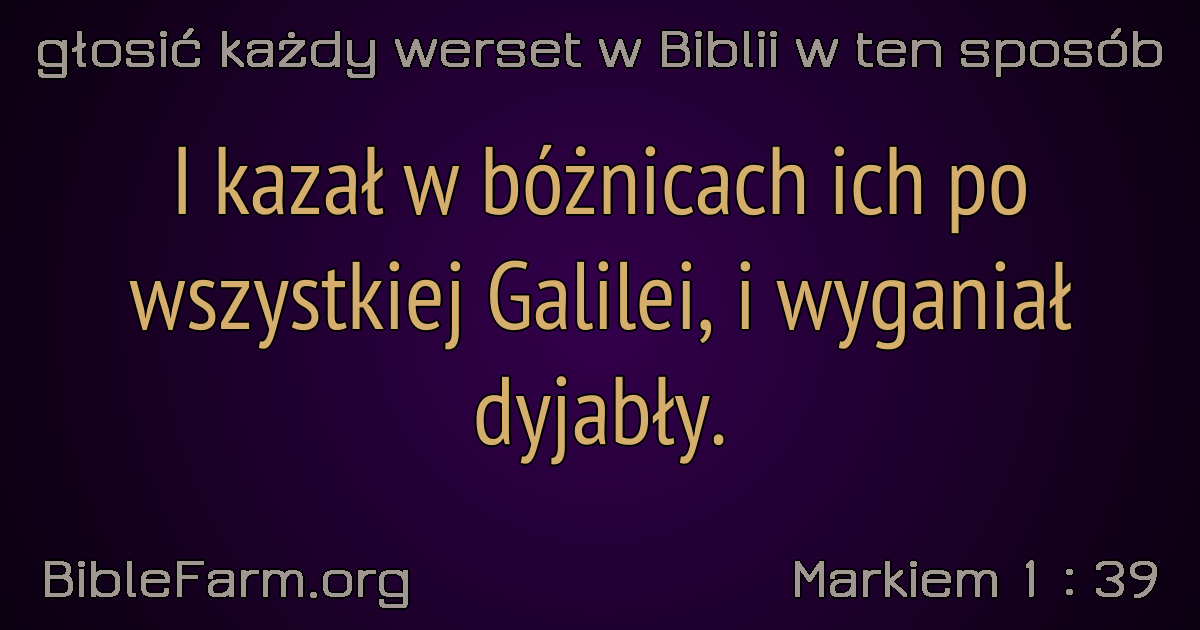 głosić każdy werset w Biblii w ten sposób
I kazał w bóżnicach ich po
wszystkiej Galilei, i wyganiał
dyjabły.
BibleFarm.org
Markiem 1 : 39